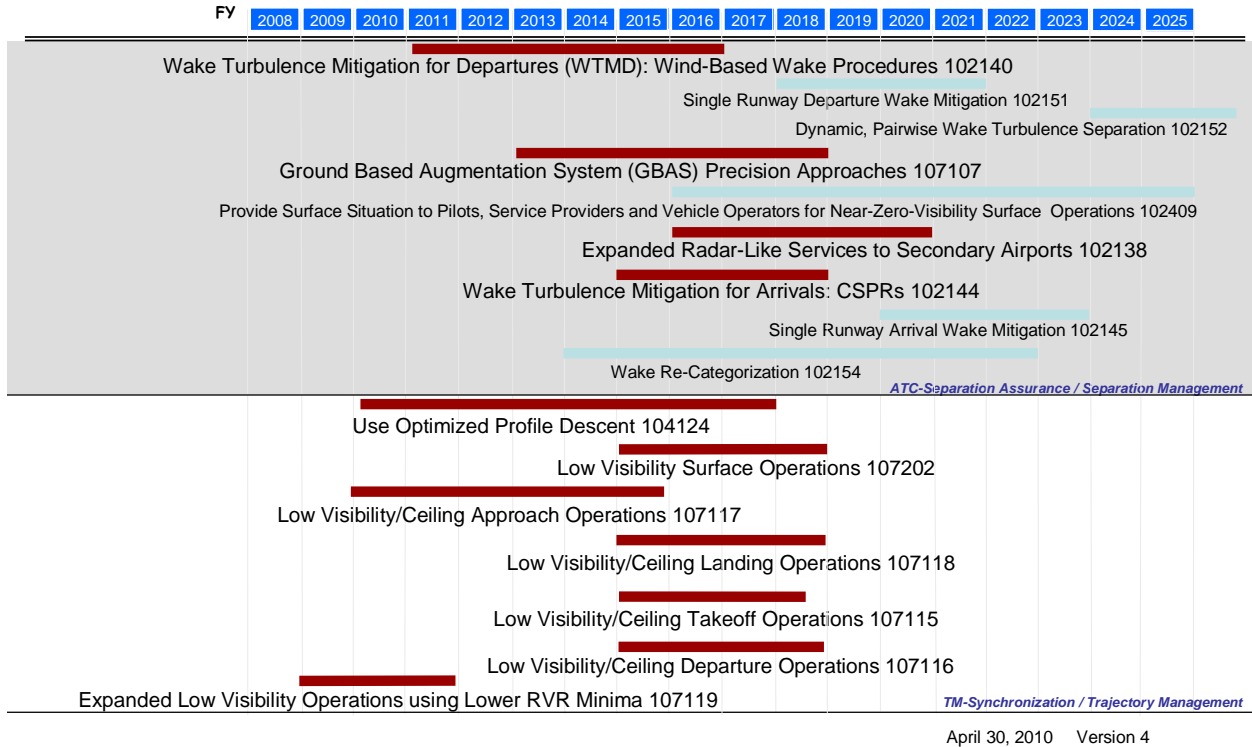 FY 2008 2009 2010 2011 2012 2013 2014 2015 2016 2017 2018 2019 2020 2021 2022 2023 2024 2025
Wake Turbulence Mitigation for Departures (WTMD): Wind-Based Wake Procedures 102140
Single Runway Departure Wake Mitigation 102151
Dynamic, Pairwise Wake Turbulence Separation 102152
Ground Based Augmentation System (GBAS) Precision Approaches 107107
Provide Surface Situation to Pilots, Service Providers and Vehicle Operators for Near-Zero-Visibility Surface Operations 102409
Expanded Radar-Like Services to Secondary Airports 102138
Wake Turbulence Mitigation for Arrivals: CSPRs 102144
Single Runway Arrival Wake Mitigation 102145
Wake Re-Categorization 102154
ATC-Separation Assurance / Separation Management
Use Optimized Profile Descent 104124
Low Visibility Surface Operations 107202
Low Visibility/Ceiling Approach Operations 107117
Low Visibility/Ceiling Landing Operations 107118
Low Visibility/Ceiling Takeoff Operations 107115
Low Visibility/Ceiling Departure Operations 107116
Expanded Low Visibility Operations using Lower RVR Minima 107119
TM-Synchronization / Trajectory Management
April 30, 2010 Version 4